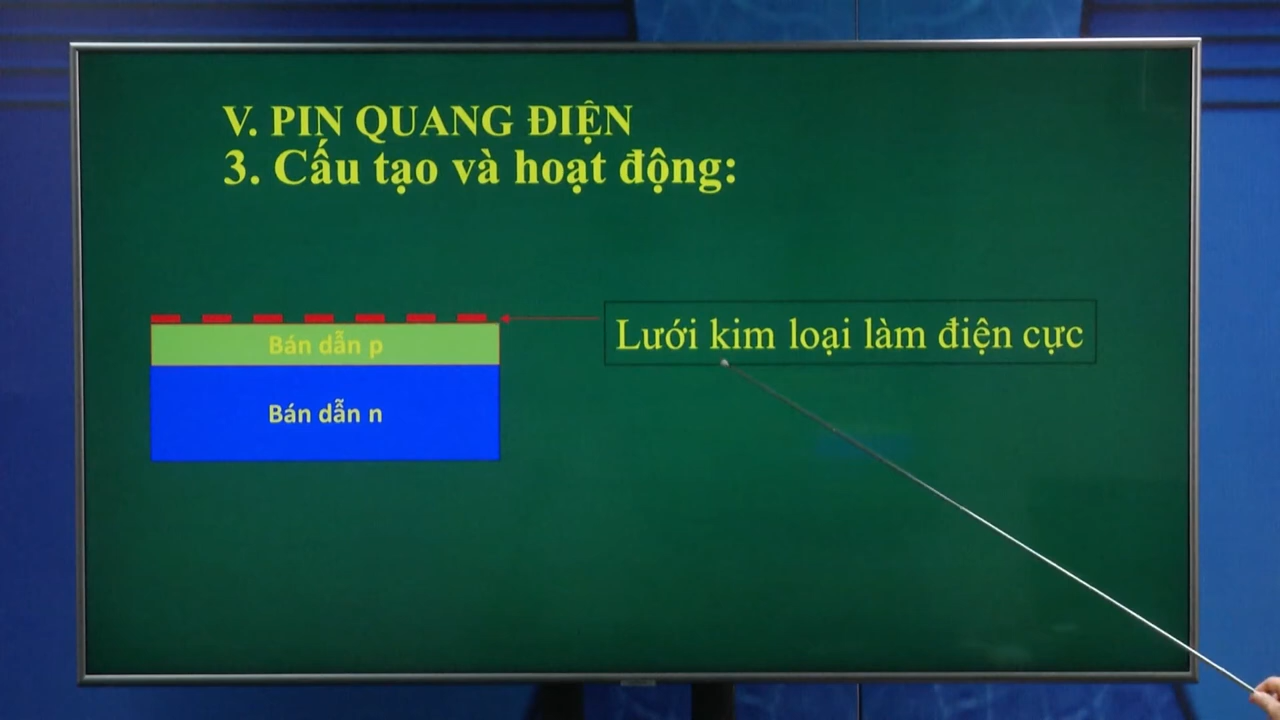 V. PIN QUANG ĐIỆN
3. Cấu tạo và hoạt động:
Lưới kim loại làm điện cực
Bán dẫn p
Bán dẫn n